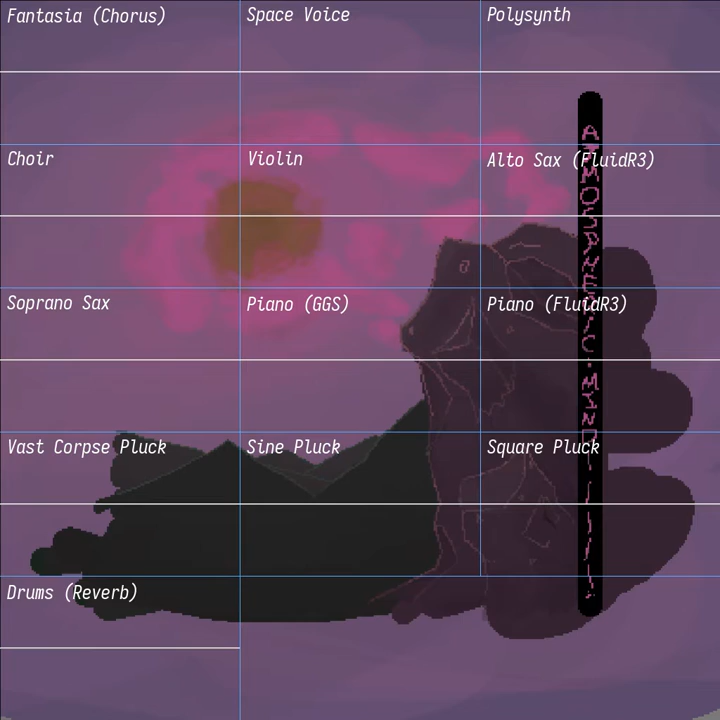 Fantasia (Chorus)
Space Voice
Polysynth
Choir
Violin
Alto Sax (FluidR3)
Soprano Sax
Piano (GGS)
Piano (FluidR3)
Vast Corpse Pluck
Sine Pluck
Square Pluck
Drums (Reverb)